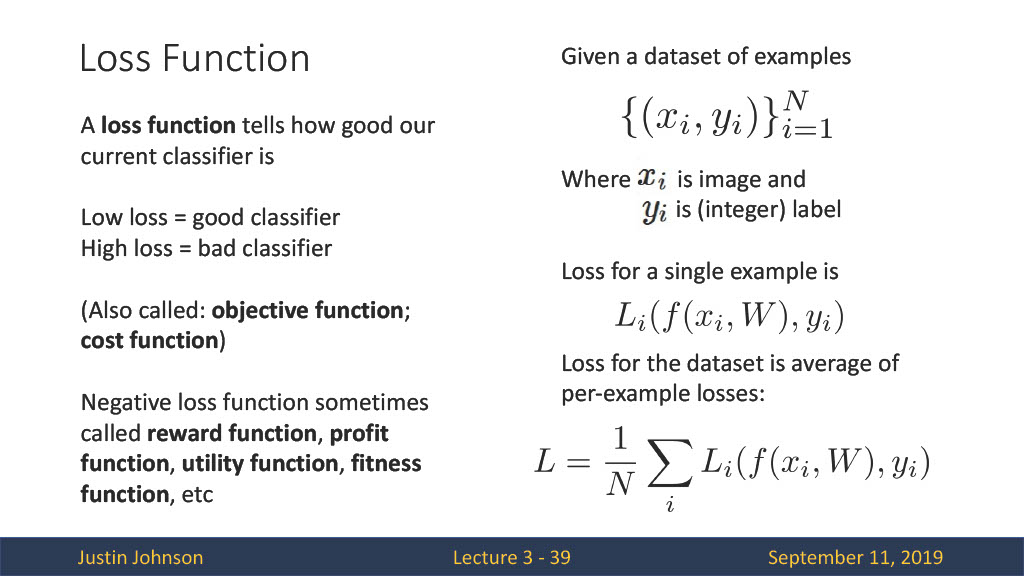 Loss Function
A loss function tells how good our
current classifier is
Low loss = good classifier
High loss = bad classifier
(Also called: objective function;
cost function)
Negative loss function sometimes
called reward function, profit
function, utility function, fitness
function, etc
Given a dataset of examples
{(x_i, y_i)}_{i=1}^N
Where x_i is image and
y_i is (integer) label
Loss for a single example is
L_i(f(x_i, W), y_i)
Loss for the dataset is average of
per-example losses:
L = \frac{1}{N} \sum_i L_i(f(x_i, W), y_i)
Justin Johnson
Lecture 3 - 39
September 11, 2019